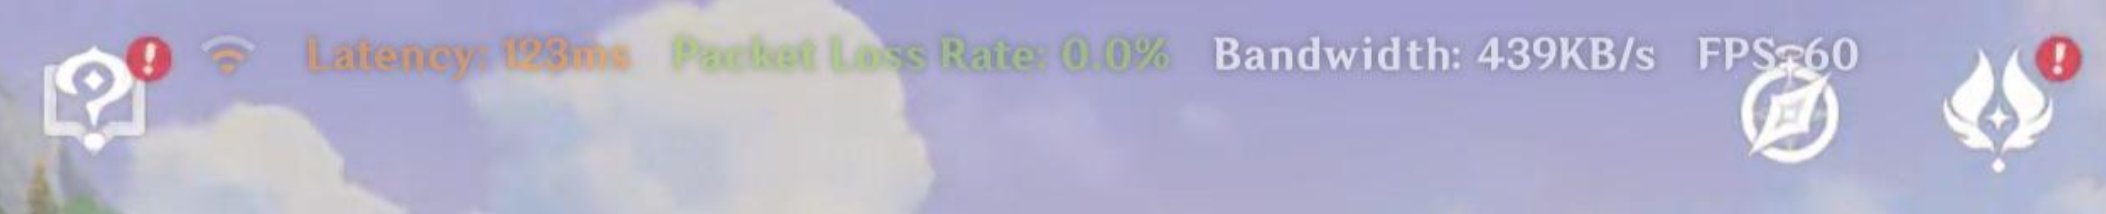 Latency: 123ms Packet Loss Rate: 0.0% Bandwidth: 439KB/s FPS: 60